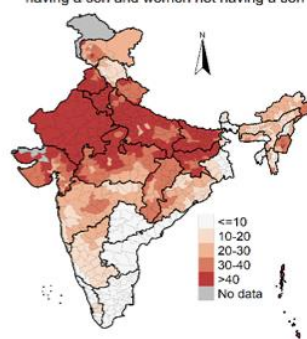 having a son and women not having a son
N
<=10
10-20
20-30
30-40
>40
No data